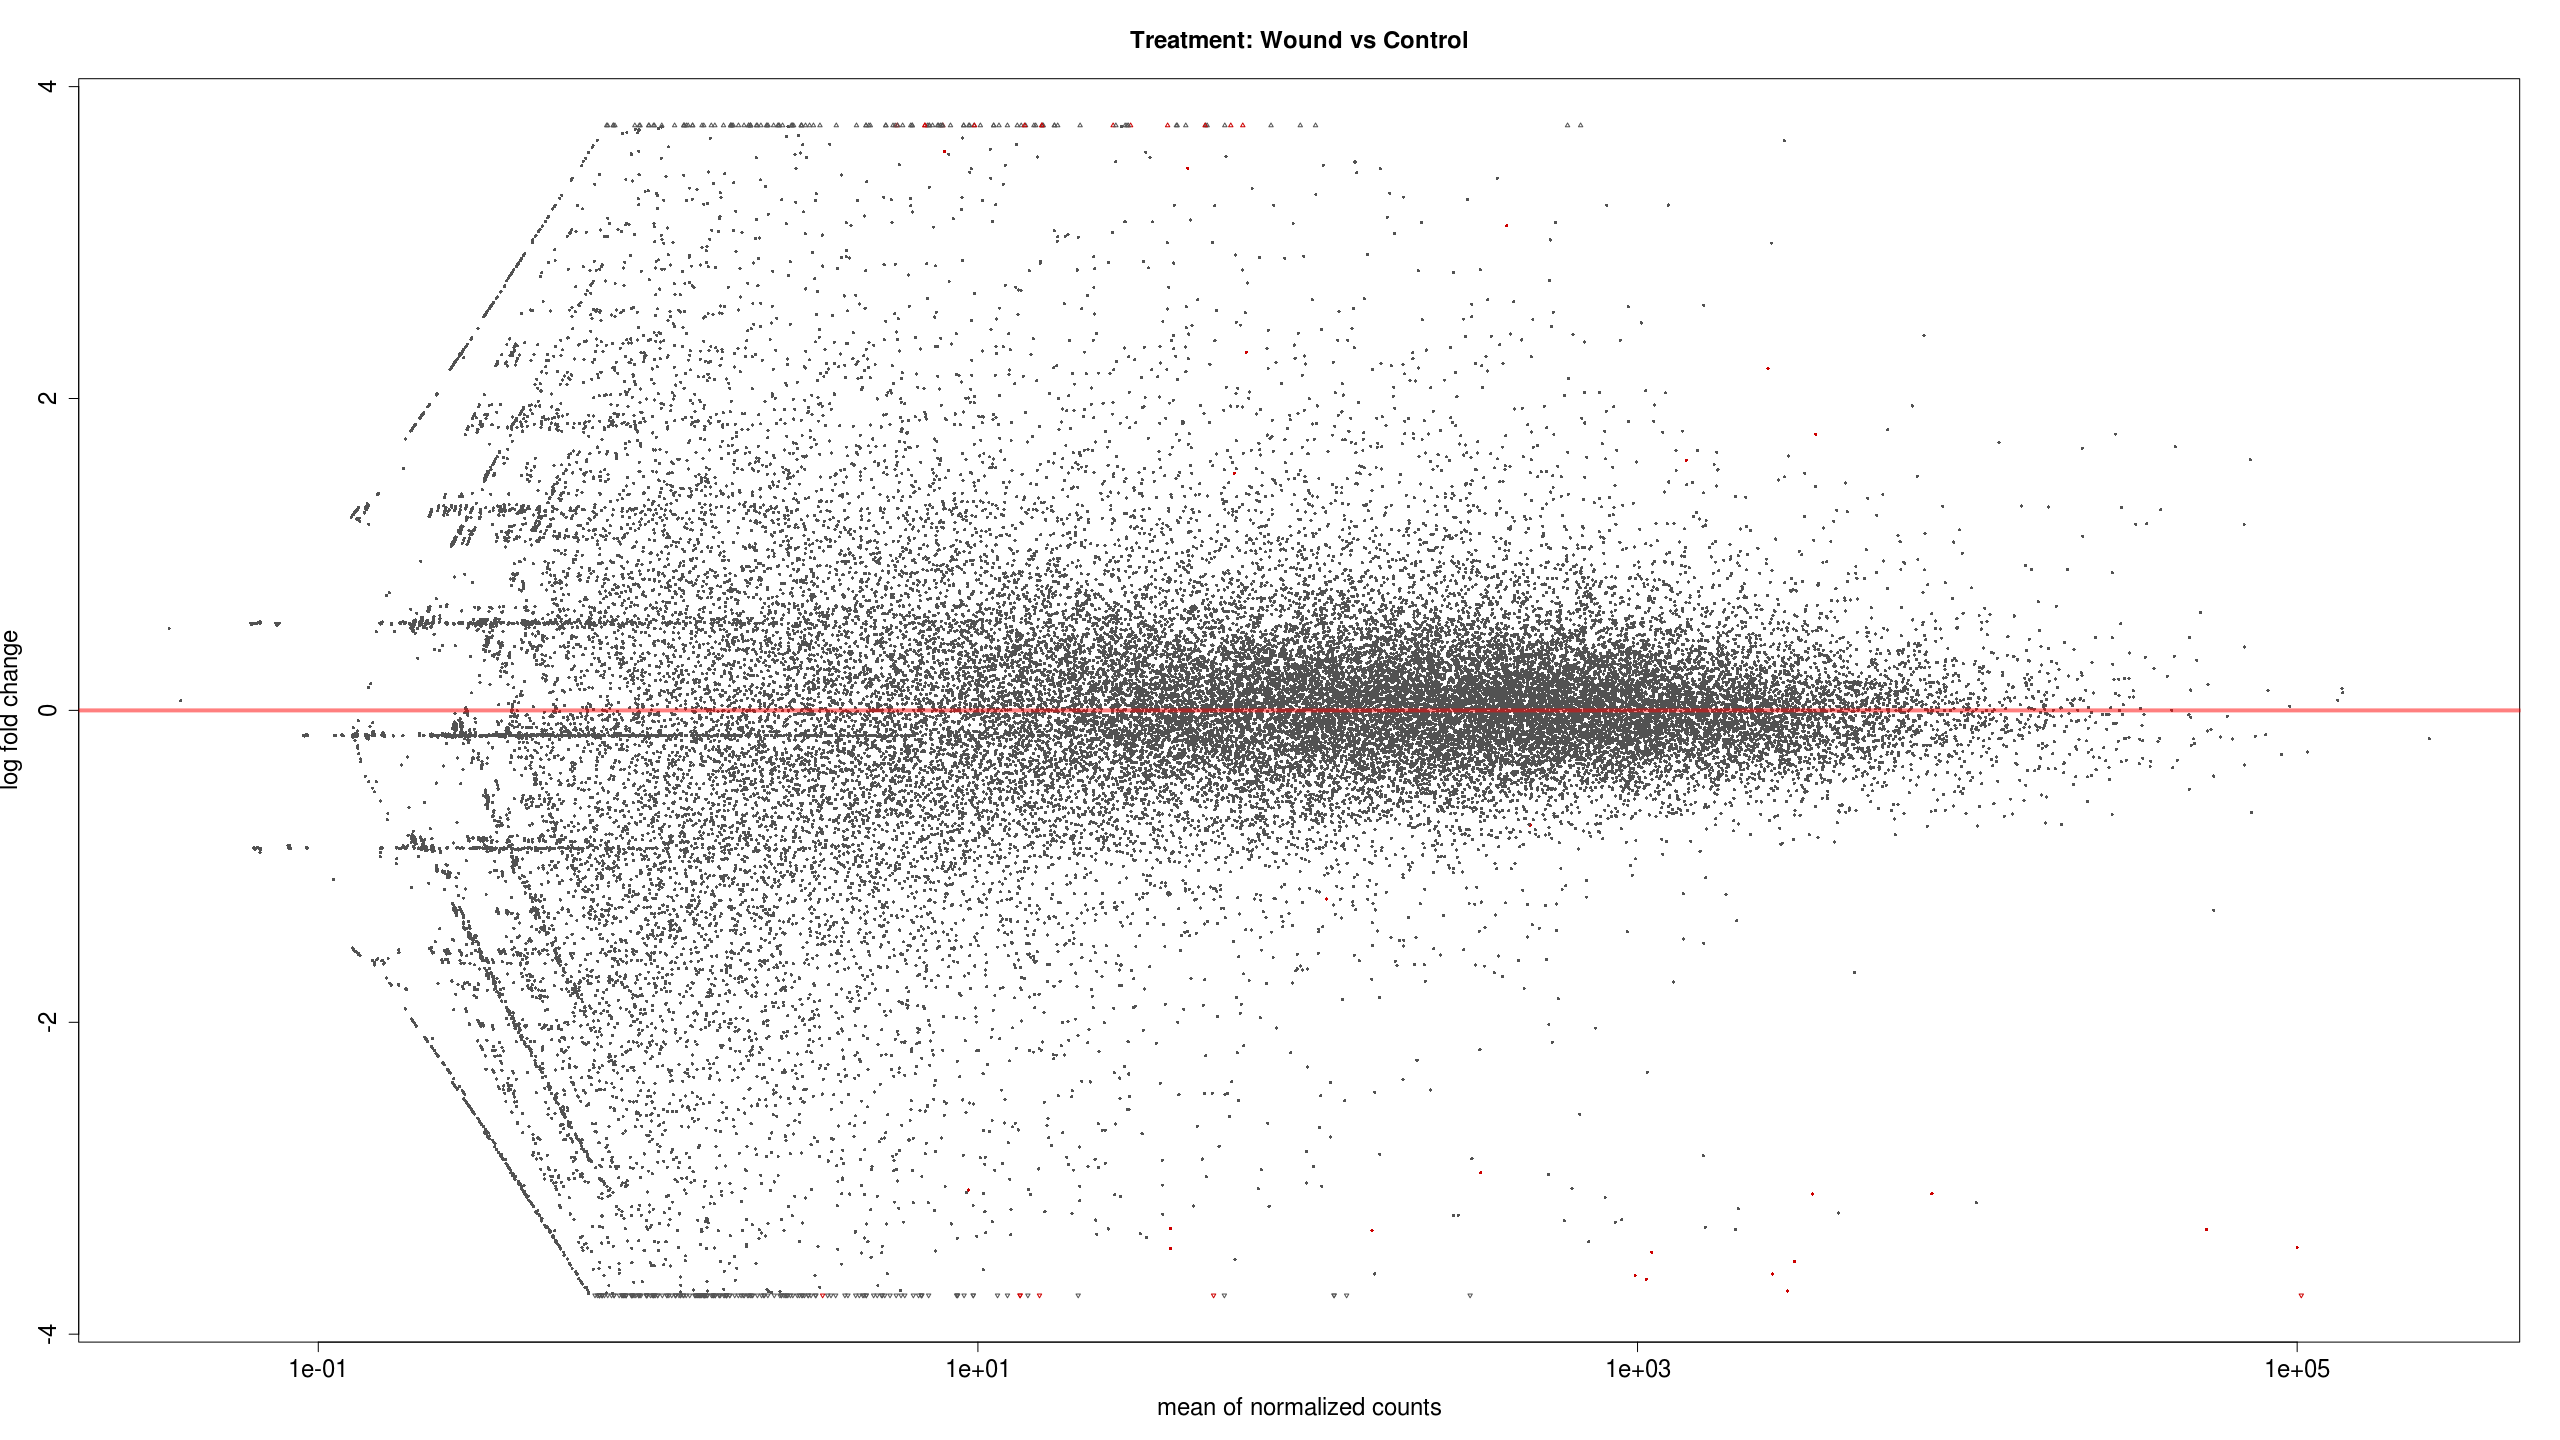 Treatment: Wound vs Control
4
2
0
-2
-4
log fold change
1e-01
1e+01
1e+03
1e+05
mean of normalized counts